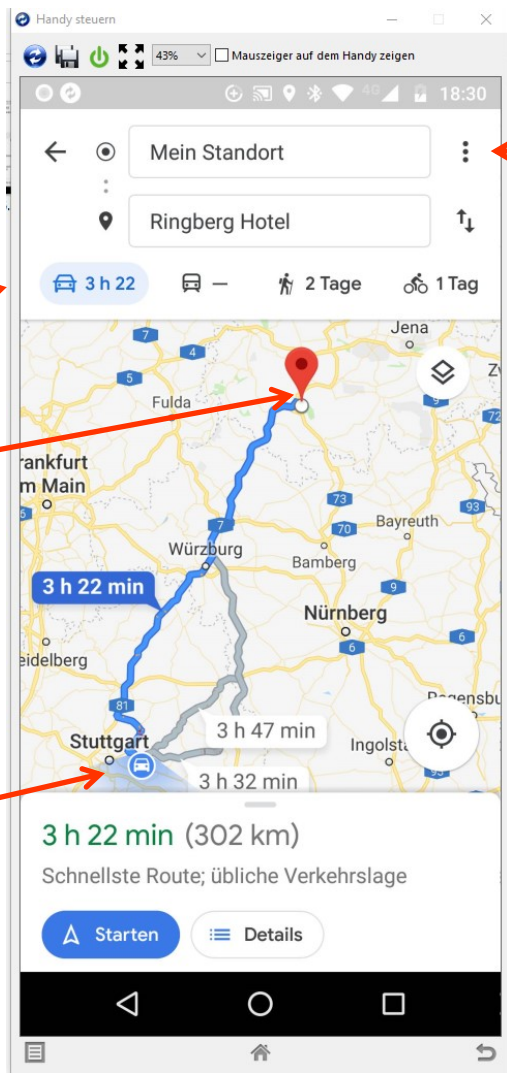 Handy steuern
43% Mauszeiger auf dem Handy zeigen
4G 18:30
Mein Standort
Ringberg Hotel
3 h 22 — 2 Tage 1 Tag
Jena
7
4
5
Fulda
9
72
rankfurt
m Main
73
93
7
70
Bayreuth
Würzburg
Bamberg
3 h 22 min
9
Nürnberg
6
6
eidelberg
81
Regensbu
3 h 47 min
Stuttgart
Ingolst
3 h 32 min
93
3 h 22 min (302 km)
Schnellste Route; übliche Verkehrslage
Starten Details